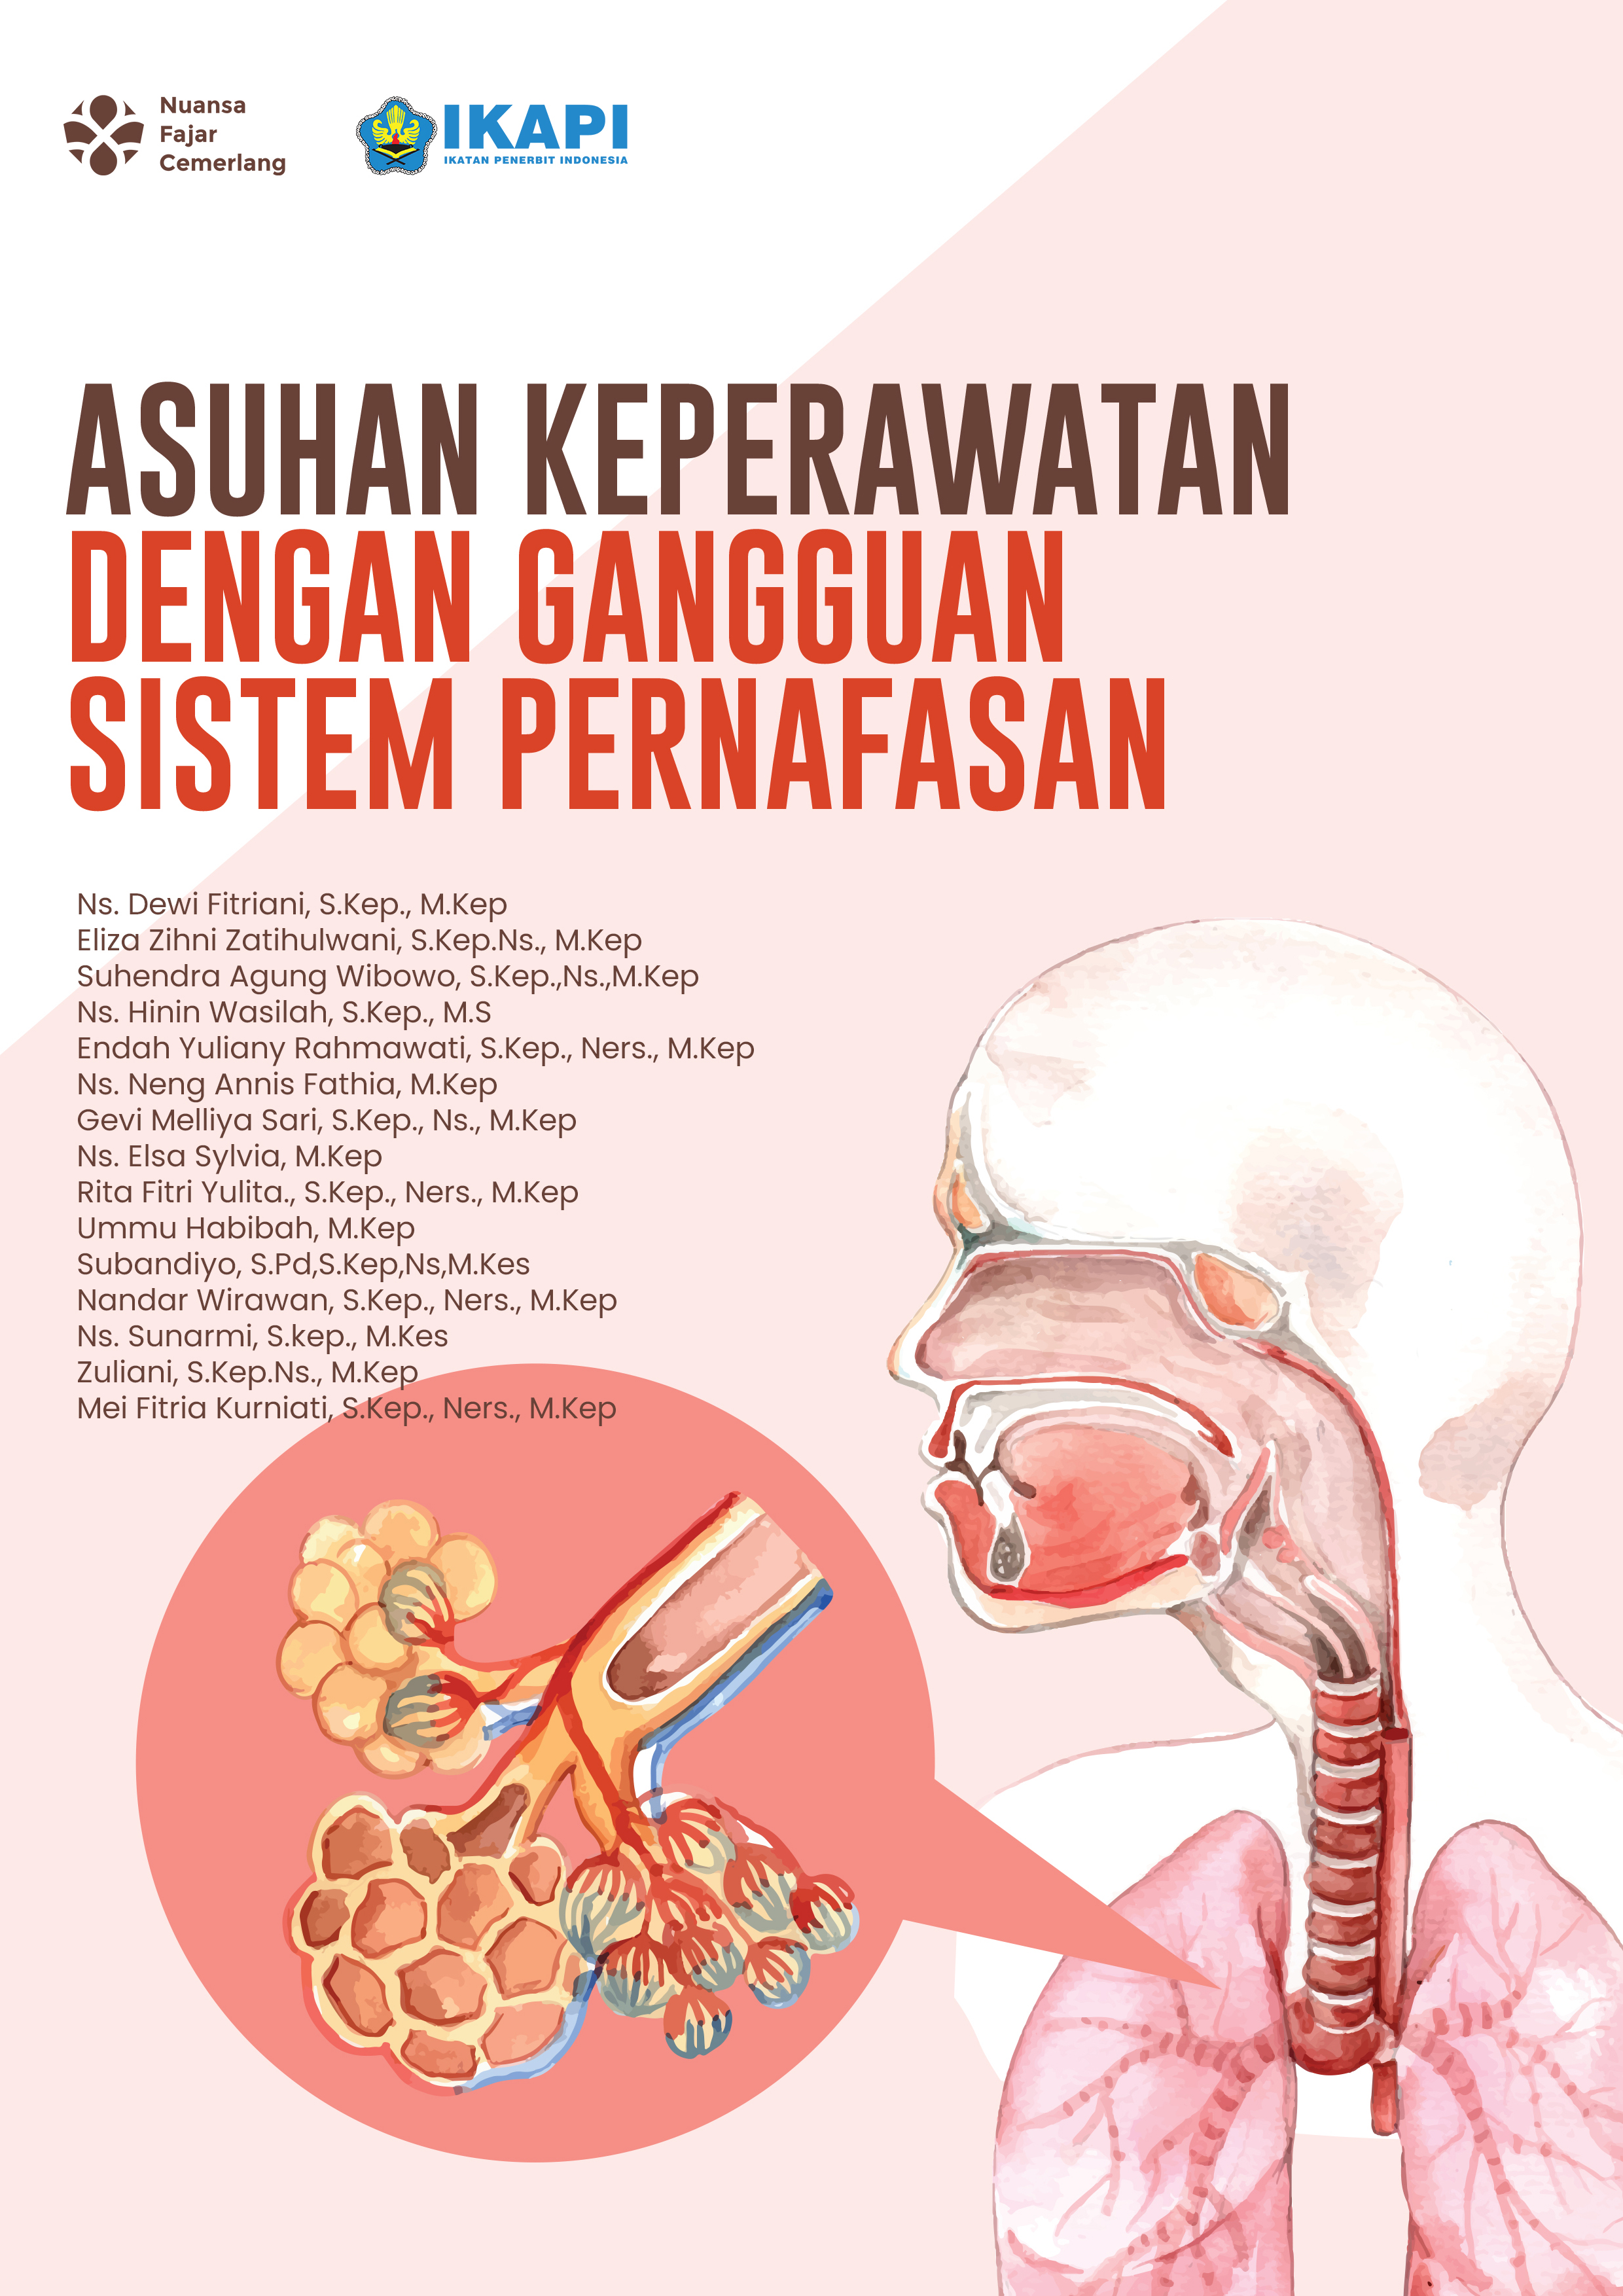 Nuansa
Fajar
Cemerlang
IKAPI
IKATAN PENERBIT INDONESIA
ASUHAN KEPERAWATAN
DENGAN GANGGUAN
SISTEM PERNAFASAN
Ns. Dewi Fitriani, S.Kep., M.Kep
Eliza Zihni Zatihulwani, S.Kep.Ns., M.Kep
Suhendra Agung Wibowo, S.Kep.,Ns.,M.Kep
Ns. Hinin Wasilah, S.Kep., M.S
Endah Yuliany Rahmawati, S.Kep., Ners., M.Kep
Ns. Neng Annis Fathia, M.Kep
Gevi Melliya Sari, S.Kep., Ns., M.Kep
Ns. Elsa Sylvia, M.Kep
Rita Fitri Yulita., S.Kep., Ners., M.Kep
Ummu Habibah, M.Kep
Subandiyo, S.Pd,S.Kep,Ns,M.Kes
Nandar Wirawan, S.Kep., Ners., M.Kep
Ns. Sunarmi, S.kep., M.Kes
Zuliani, S.Kep.Ns., M.Kep
Mei Fitria Kurniati, S.Kep., Ners., M.Kep